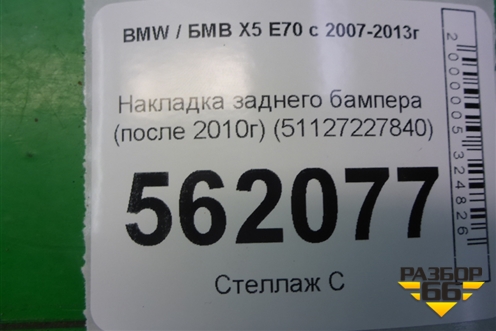 BMW / БМВ X5 E70 с 2007-2013г
Накладка заднего бампера
(после 2010г) (51127227840)
562077
Стеллаж С
2000005324826
РАЗБОР
66